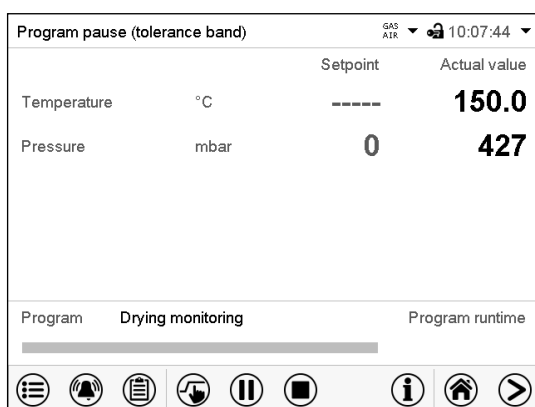 Program pause (tolerance band) GAS AIR 10:07:44
Setpoint Actual value
Temperature °C ----- 150.0
Pressure mbar 0 427
Program Drying monitoring Program runtime